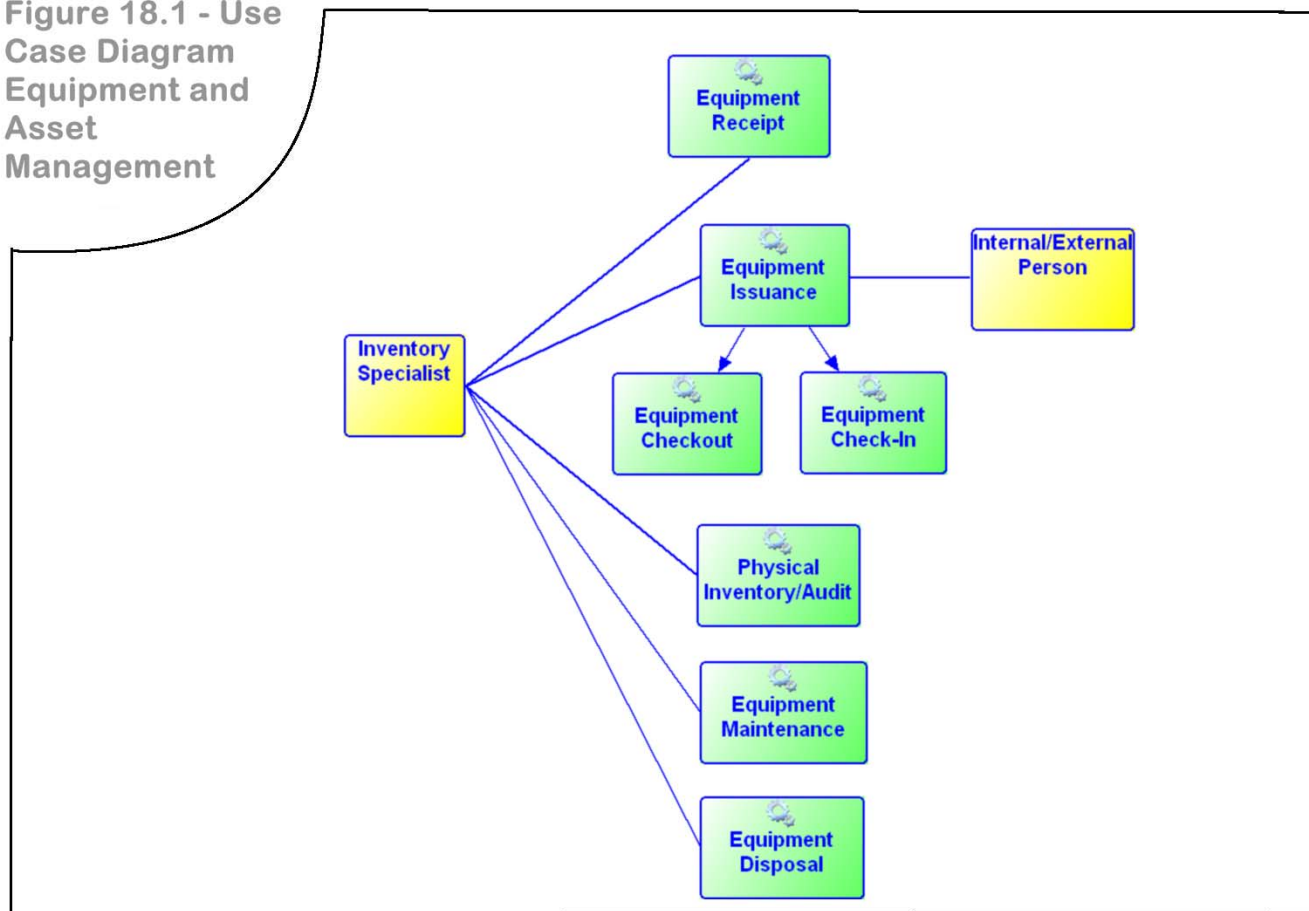 Figure 18.1 - Use
Case Diagram
Equipment and
Asset
Management
Equipment
Receipt
Equipment
Issuance
Internal/External
Person
Inventory
Specialist
Equipment
Checkout
Equipment
Check-In
Physical
Inventory/Audit
Equipment
Maintenance
Equipment
Disposal